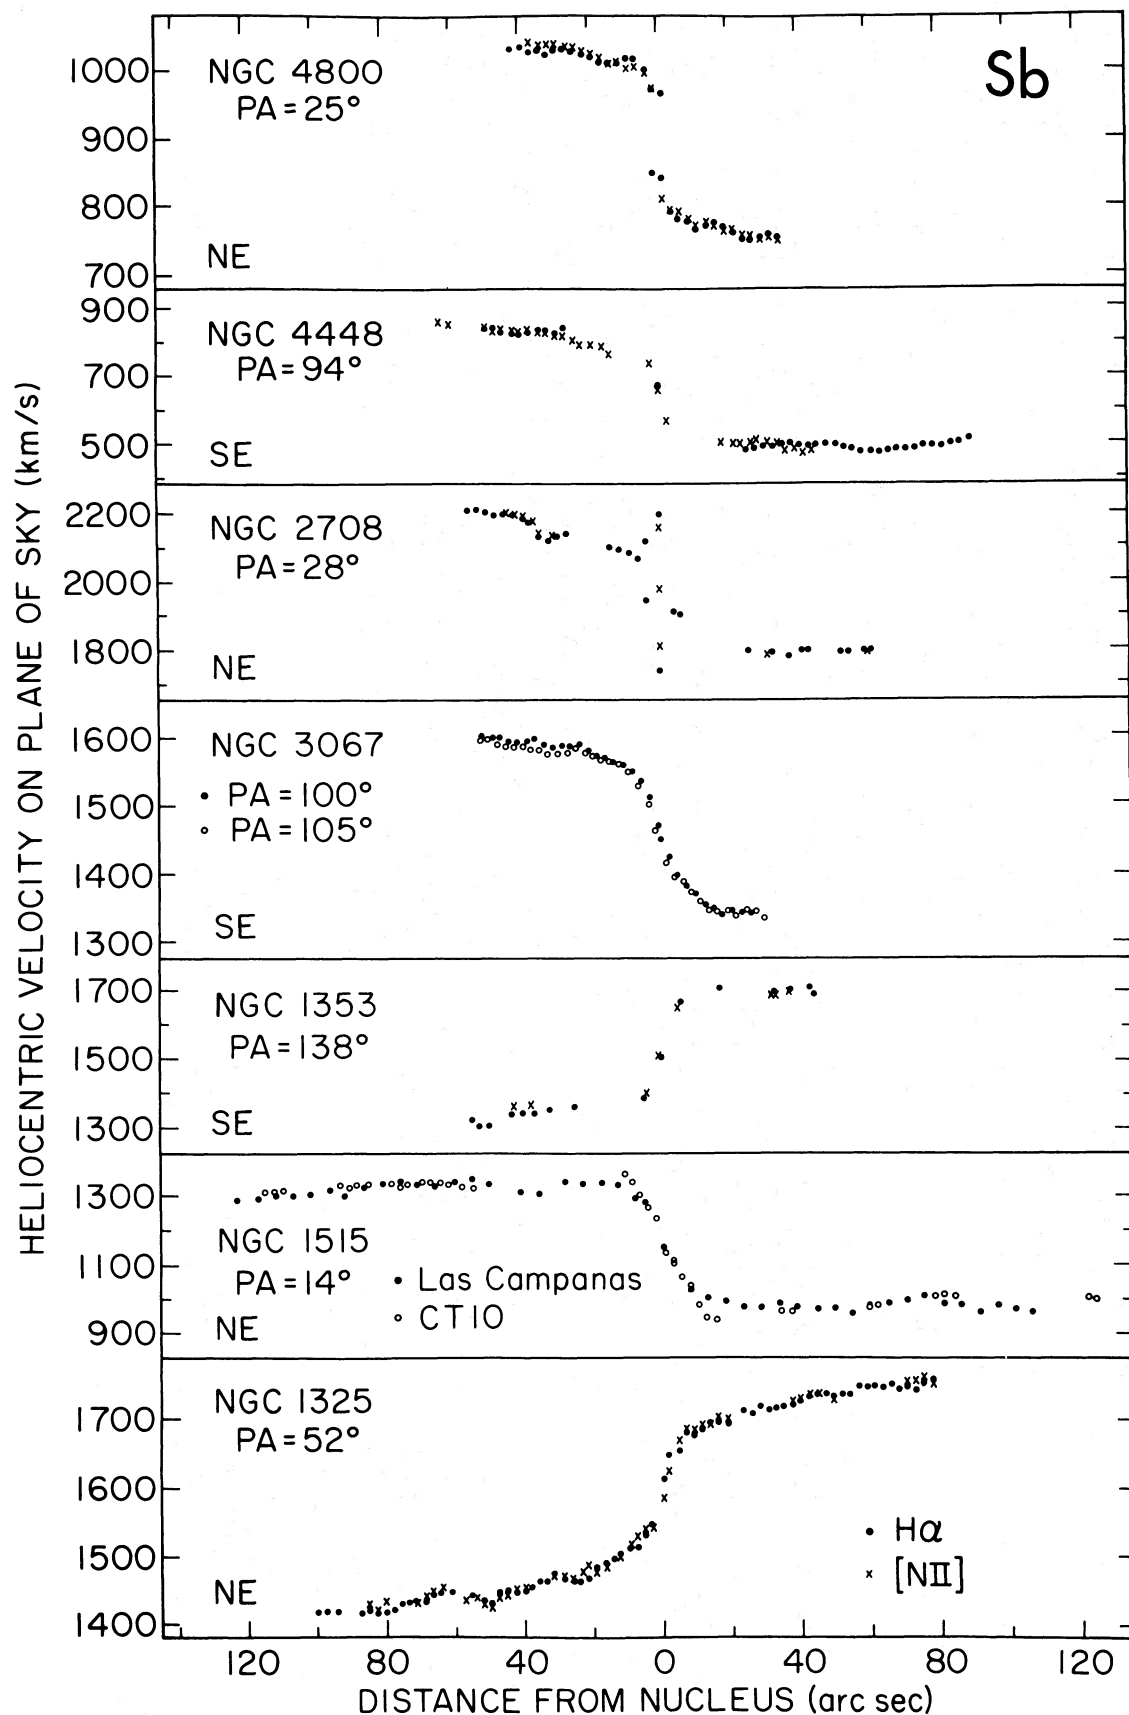 Sb
NGC 4800
PA = 25°
NE
1000
900
800
700
NGC 4448
PA = 94°
SE
900
700
500
NGC 2708
PA = 28°
NE
2200
2000
1800
NGC 3067
• PA = 100°
○ PA = 105°
SE
1600
1500
1400
1300
NGC 1353
PA = 138°
SE
1700
1500
1300
NGC 1515
PA = 14°
• Las Campanas
○ CTIO
NE
1300
1100
900
NGC 1325
PA = 52°
NE
• Hα
x [NII]
1700
1600
1500
1400
120 80 40 0 40 80 120
DISTANCE FROM NUCLEUS (arc sec)
HELIOCENTRIC VELOCITY ON PLANE OF SKY (km/s)